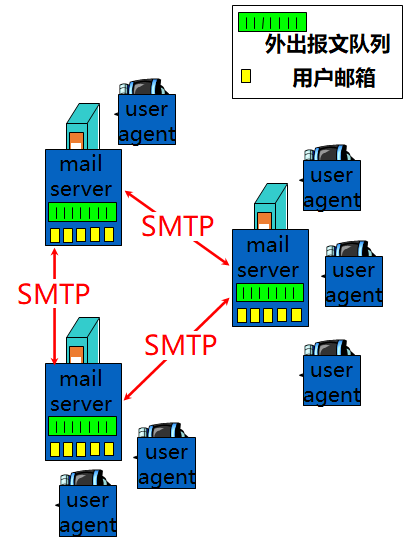 外出报文队列
用户邮箱
user
agent
mail
server
SMTP
user
agent
mail
server
user
agent
SMTP
SMTP
user
agent
mail
server
user
agent
user
agent